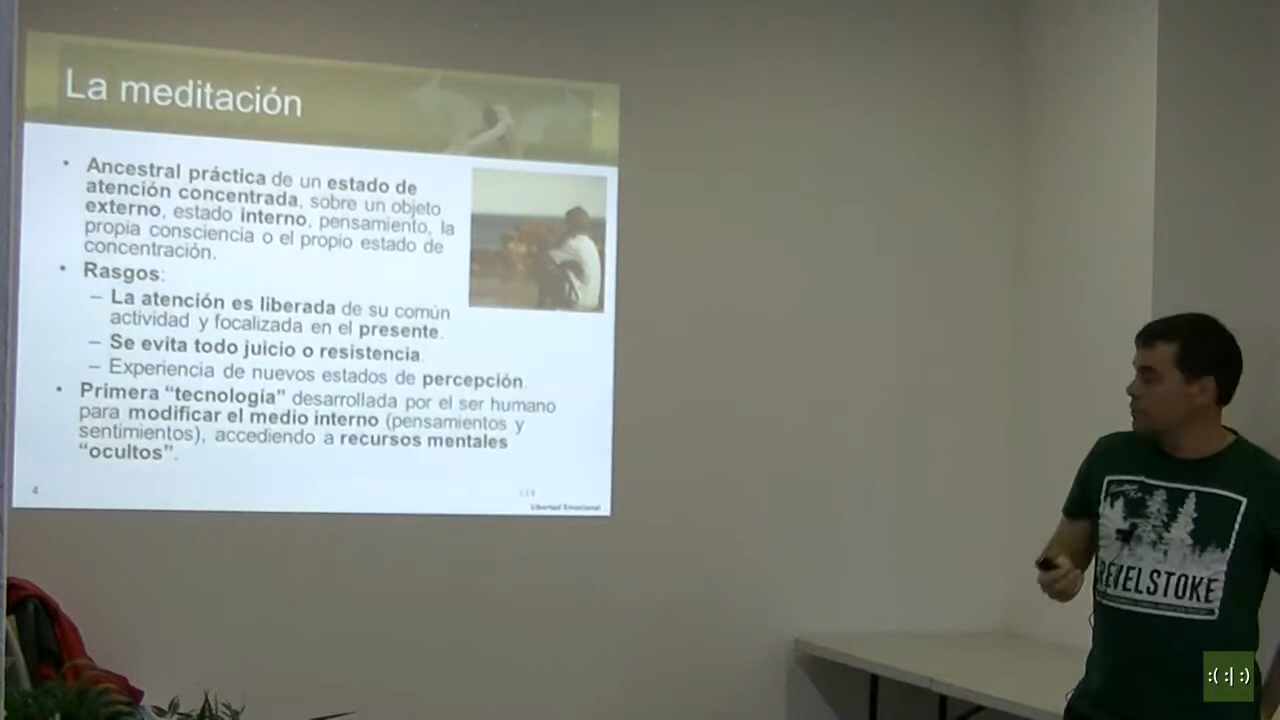 La meditación
• Ancestral práctica de un estado de
atención concentrada, sobre un objeto
externo, estado interno, pensamiento, la
propia consciencia o el propio estado de
concentración.
• Rasgos:
– La atención es liberada de su común
actividad y focalizada en el presente.
– Se evita todo juicio o resistencia.
– Experiencia de nuevos estados de percepción.
• Primera “tecnología” desarrollada por el ser humano
para modificar el medio interno (pensamientos y
sentimientos), accediendo a recursos mentales
“ocultos”.
4
Libertad Emocional
REVELSTOKE
:( :| :)